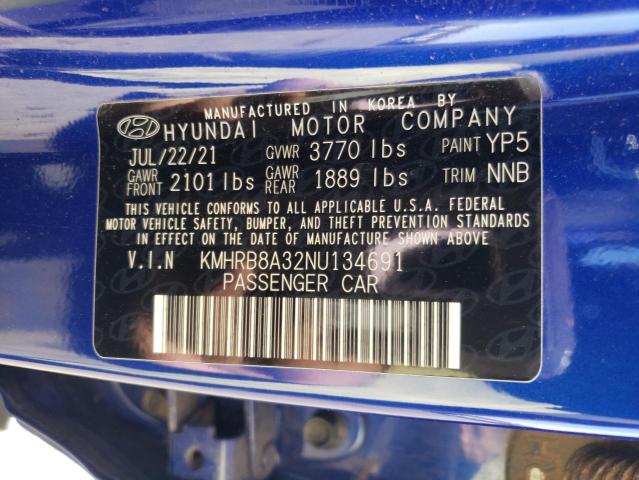 MANUFACTURED IN KOREA BY
HYUNDAI MOTOR COMPANY
JUL/22/21 GVWR 3770 lbs PAINT YP5
GAWR FRONT 2101 lbs GAWR REAR 1889 lbs TRIM NNB
THIS VEHICLE CONFORMS TO ALL APPLICABLE U.S.A. FEDERAL
MOTOR VEHICLE SAFETY, BUMPER, AND THEFT PREVENTION STANDARDS
IN EFFECT ON THE DATE OF MANUFACTURE SHOWN ABOVE
V.I.N KMHRB8A32NU134691
PASSENGER CAR